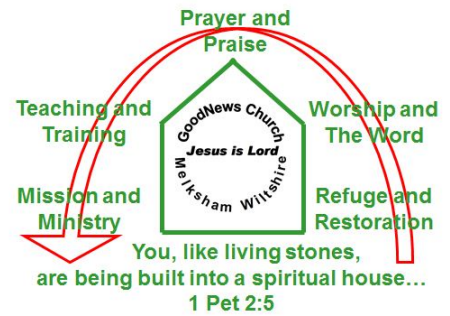 Prayer and
Praise
Teaching and
Training
Worship and
The Word
GoodNews Church
Jesus is Lord
Melksham Wiltshire
Mission and
Ministry
Refuge and
Restoration
You, like living stones,
are being built into a spiritual house…
1 Pet 2:5